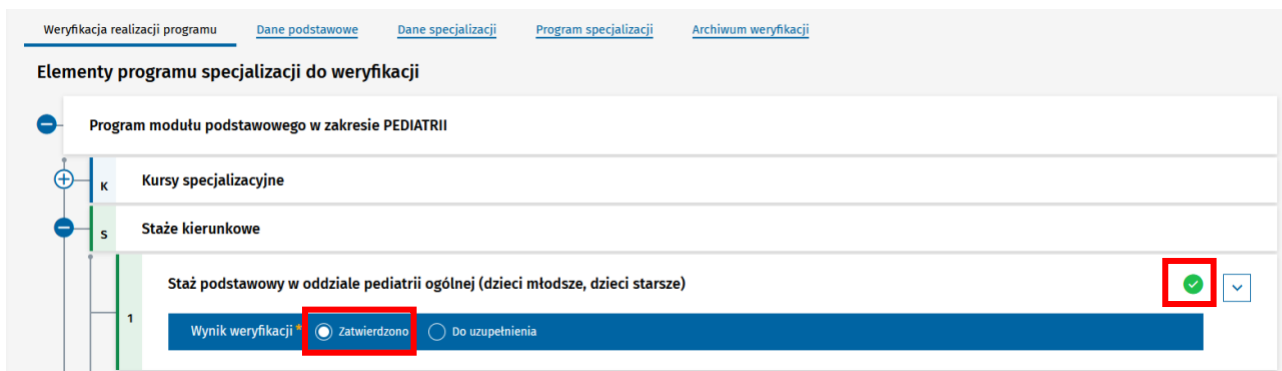 Weryfikacja realizacji programu Dane podstawowe Dane specjalizacji Program specjalizacji Archiwum weryfikacji
Elementy programu specjalizacji do weryfikacji
Program modułu podstawowego w zakresie PEDIATRII
K Kursy specjalizacyjne
S Staże kierunkowe
Staż podstawowy w oddziale pediatrii ogólnej (dzieci młodsze, dzieci starsze)
1 Wynik weryfikacji * Zatwierdzono Do uzupełnienia